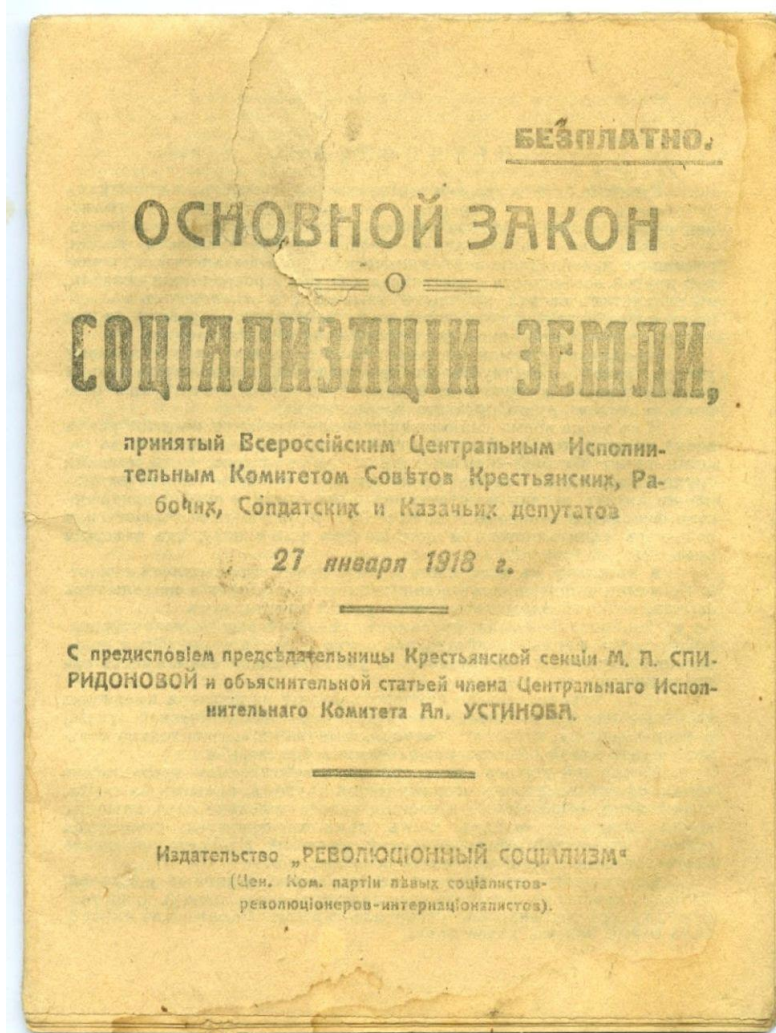 БЕЗПЛАТНО.
ОСНОВНОЙ ЗАКОН
О
СОЦІАЛИЗАЦІИ ЗЕМЛИ,
принятый Всероссійским Центральным Исполни-
тельным Комитетом Совѣтов Крестьянских, Ра-
бочих, Солдатских и Казачьих депутатов
27 января 1918 г.
С предисловіем предсѣдательницы Крестьянской секціи М. А. СПИ-
РИДОНОВОЙ и объяснительной статьей члена Центральнаго Испол-
нительнаго Комитета Ал. УСТИНОВА.
Издательство „РЕВОЛЮЦІОННЫЙ СОЦІАЛИЗМ“
(Цен. Ком. партіи лѣвых соціалистов-
революціонеров-интернаціоналистов).